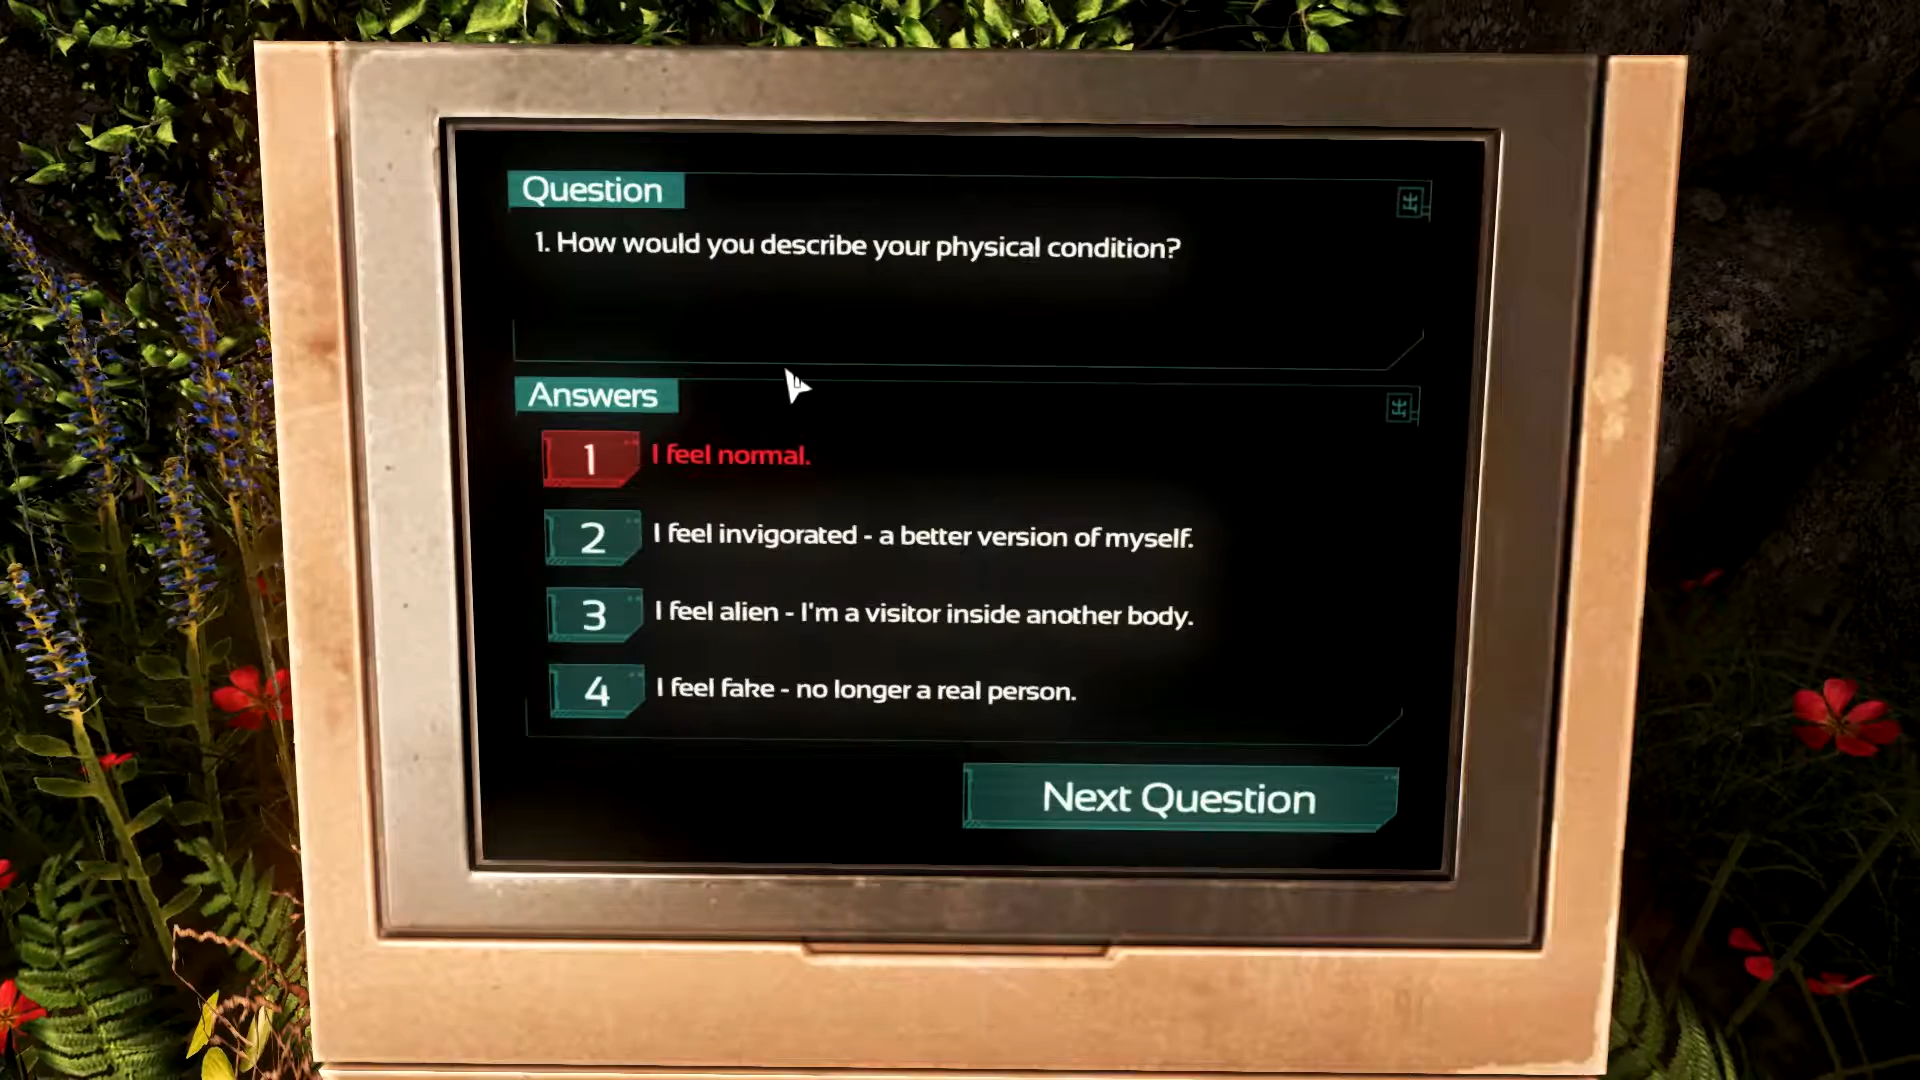 Question
1. How would you describe your physical condition?
Answers
1 I feel normal.
2 I feel invigorated - a better version of myself.
3 I feel alien - I'm a visitor inside another body.
4 I feel fake - no longer a real person.
Next Question